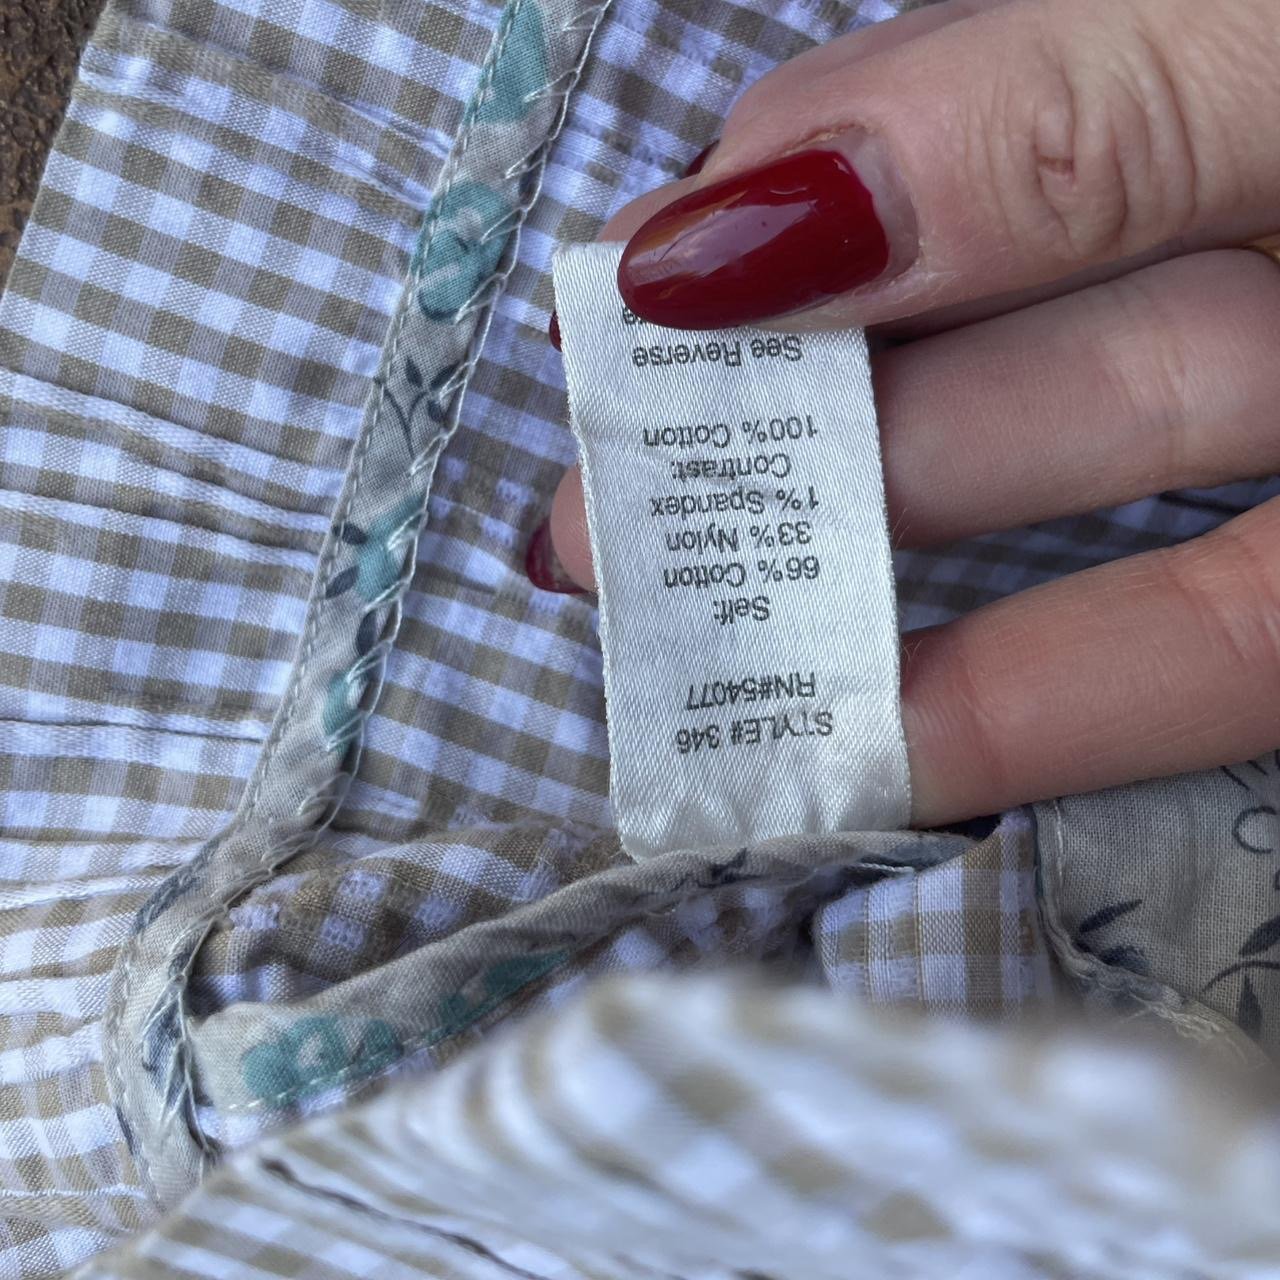 STYLE# 346
RN#54077
Self:
66% Cotton
33% Nylon
1% Spandex
Contrast:
100% Cotton
See Reverse